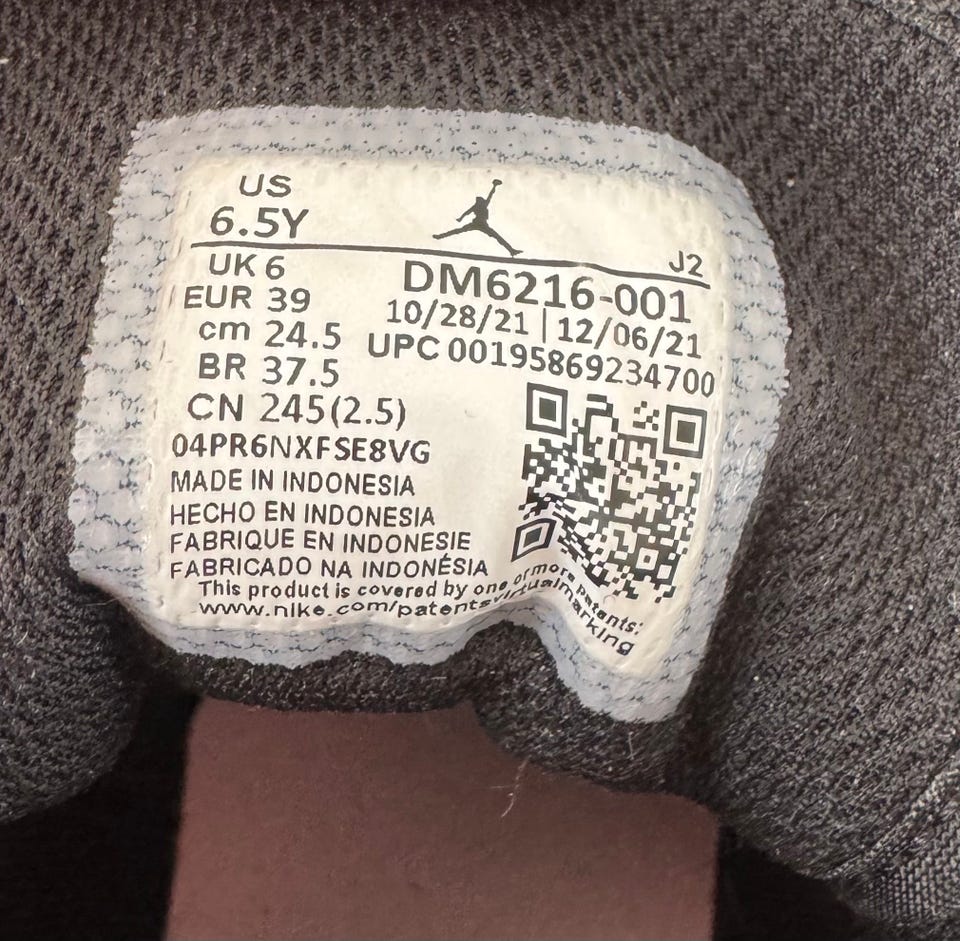 US
6.5Y
J2
UK 6
EUR 39
cm 24.5
BR 37.5
CN 245(2.5)
DM6216-001
10/28/21 | 12/06/21
UPC 00195869234700
04PR6NXFSE8VG
MADE IN INDONESIA
HECHO EN INDONESIA
FABRIQUE EN INDONESIE
FABRICADO NA INDONÉSIA
This product is covered by one or more Patents:
www.nike.com/patentsvirtualmarking